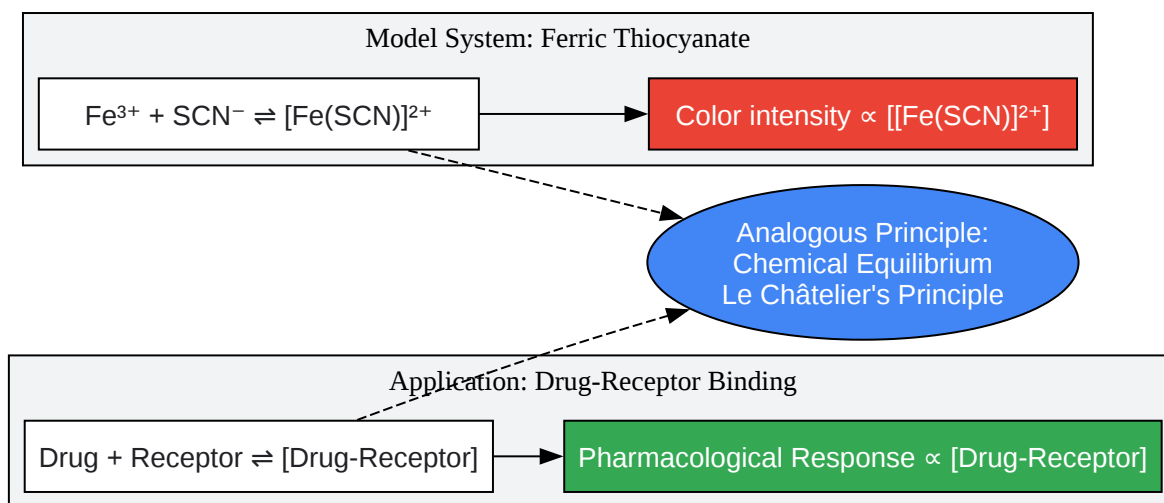 Model System: Ferric Thiocyanate
Fe³⁺ + SCN⁻ ⇌ [Fe(SCN)]²⁺
Color intensity ∝ [[Fe(SCN)]²⁺]
Analogous Principle:
Chemical Equilibrium
Le Châtelier's Principle
Application: Drug-Receptor Binding
Drug + Receptor ⇌ [Drug-Receptor]
Pharmacological Response ∝ [Drug-Receptor]